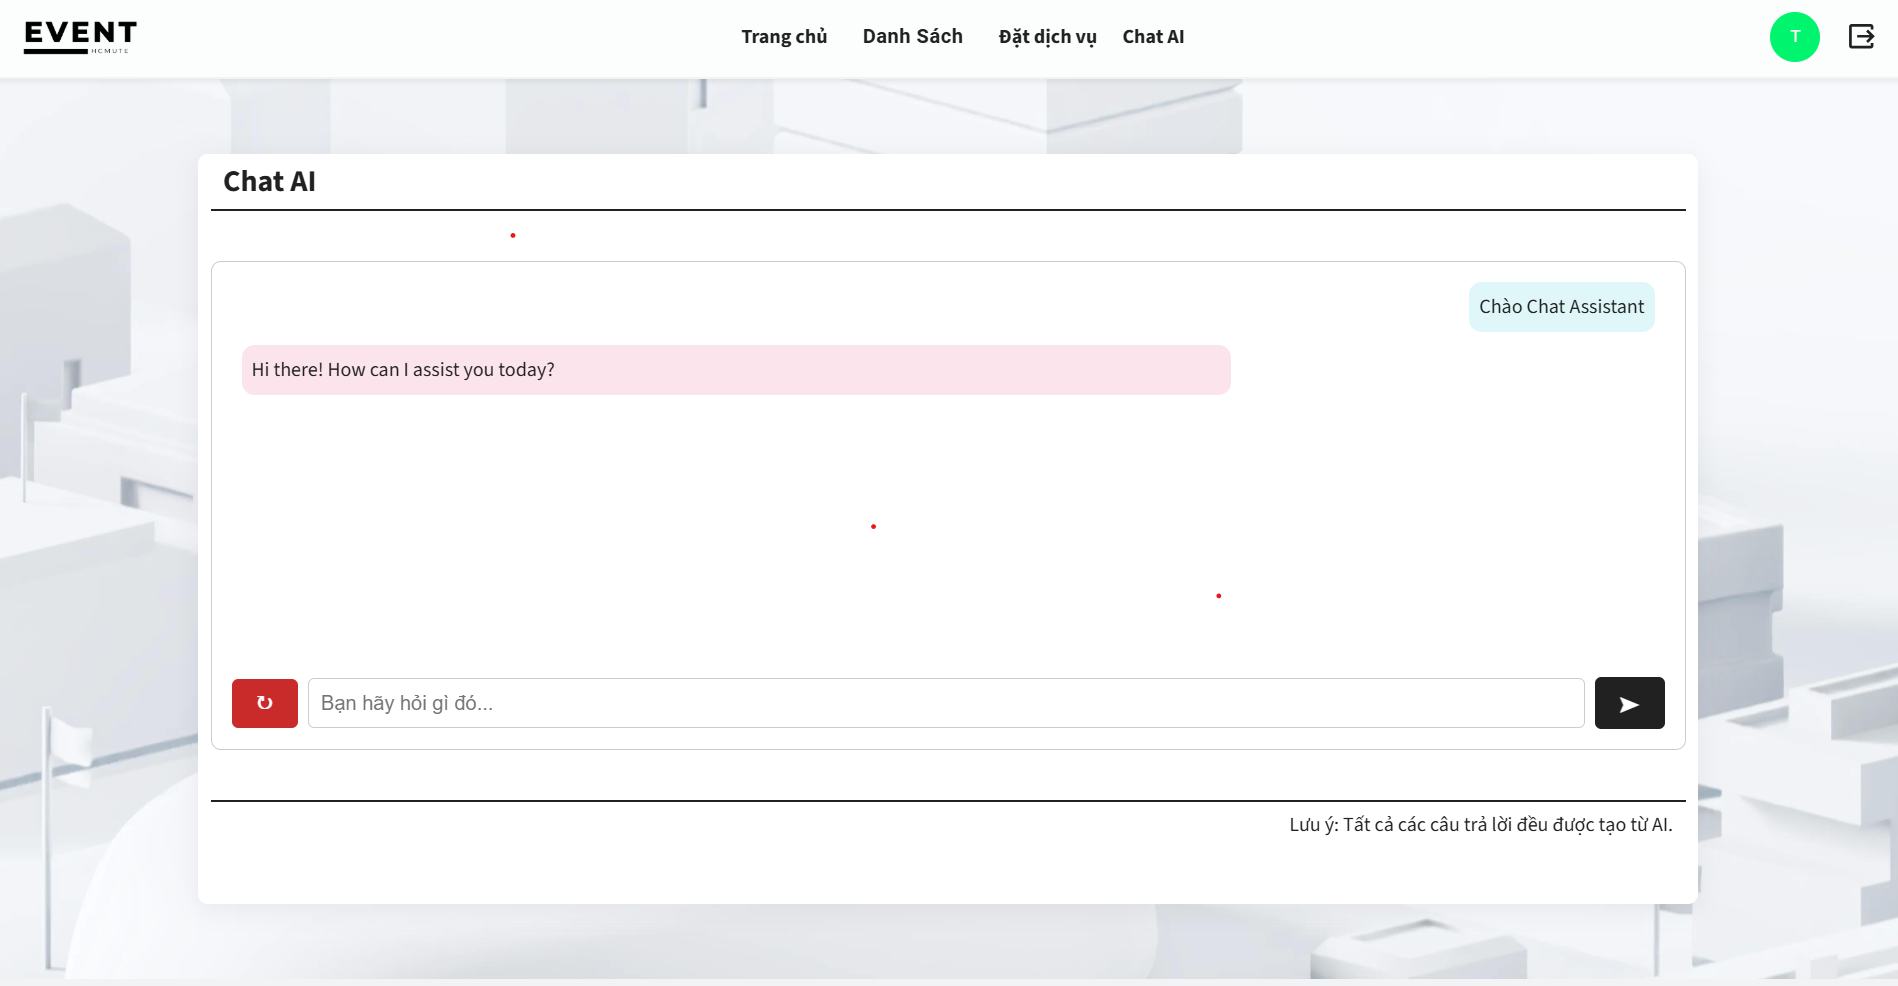 EVENT
HCMUTE
Trang chủ Danh Sách Đặt dịch vụ Chat AI
T
Chat AI
Chào Chat Assistant
Hi there! How can I assist you today?
Bạn hãy hỏi gì đó...
Lưu ý: Tất cả các câu trả lời đều được tạo từ AI.